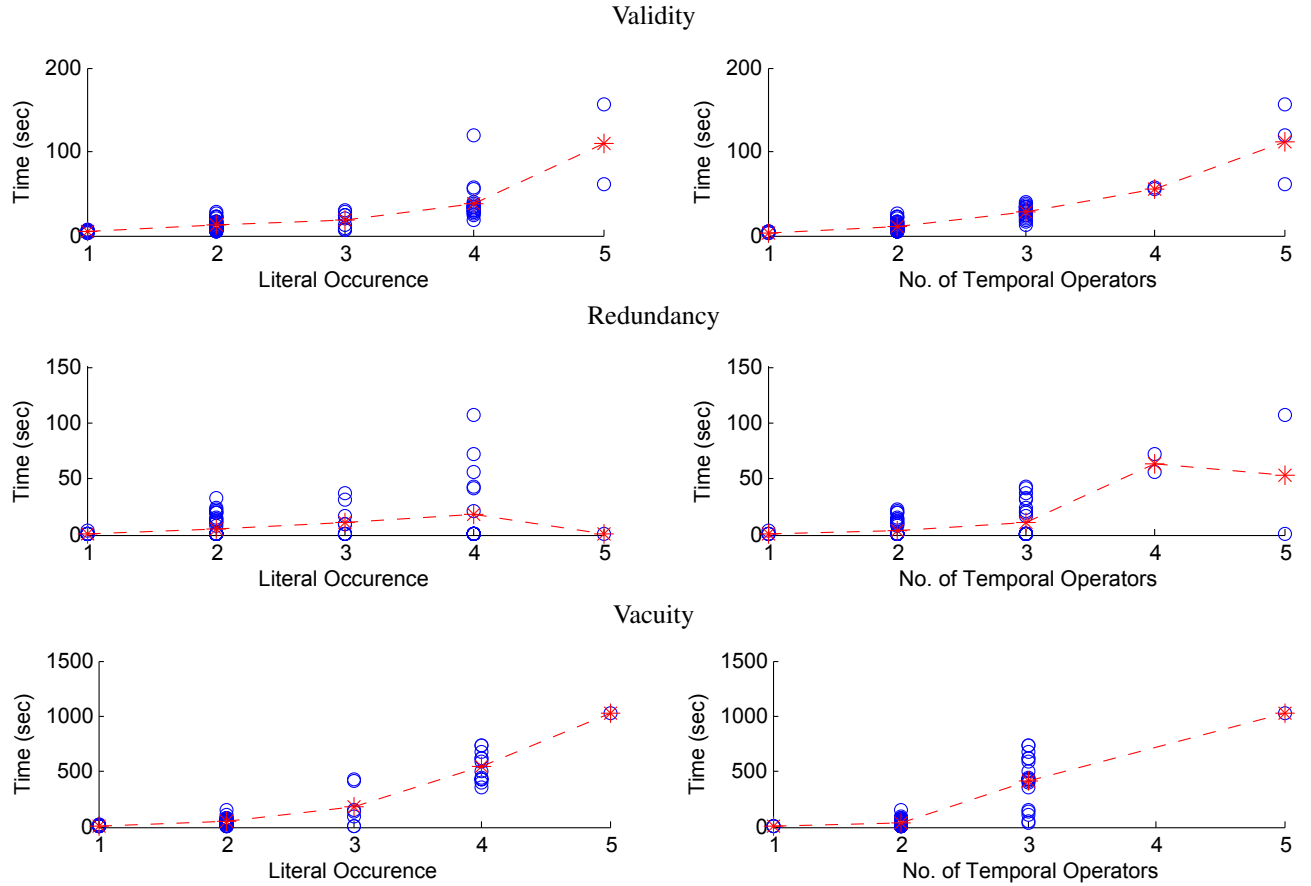 Validity
200
100
0
Time (sec)
1 2 3 4 5
Literal Occurence
200
100
0
Time (sec)
1 2 3 4 5
No. of Temporal Operators
Redundancy
150
100
50
0
Time (sec)
1 2 3 4 5
Literal Occurence
150
100
50
0
Time (sec)
1 2 3 4 5
No. of Temporal Operators
Vacuity
1500
1000
500
0
Time (sec)
1 2 3 4 5
Literal Occurence
1500
1000
500
0
Time (sec)
1 2 3 4 5
No. of Temporal Operators